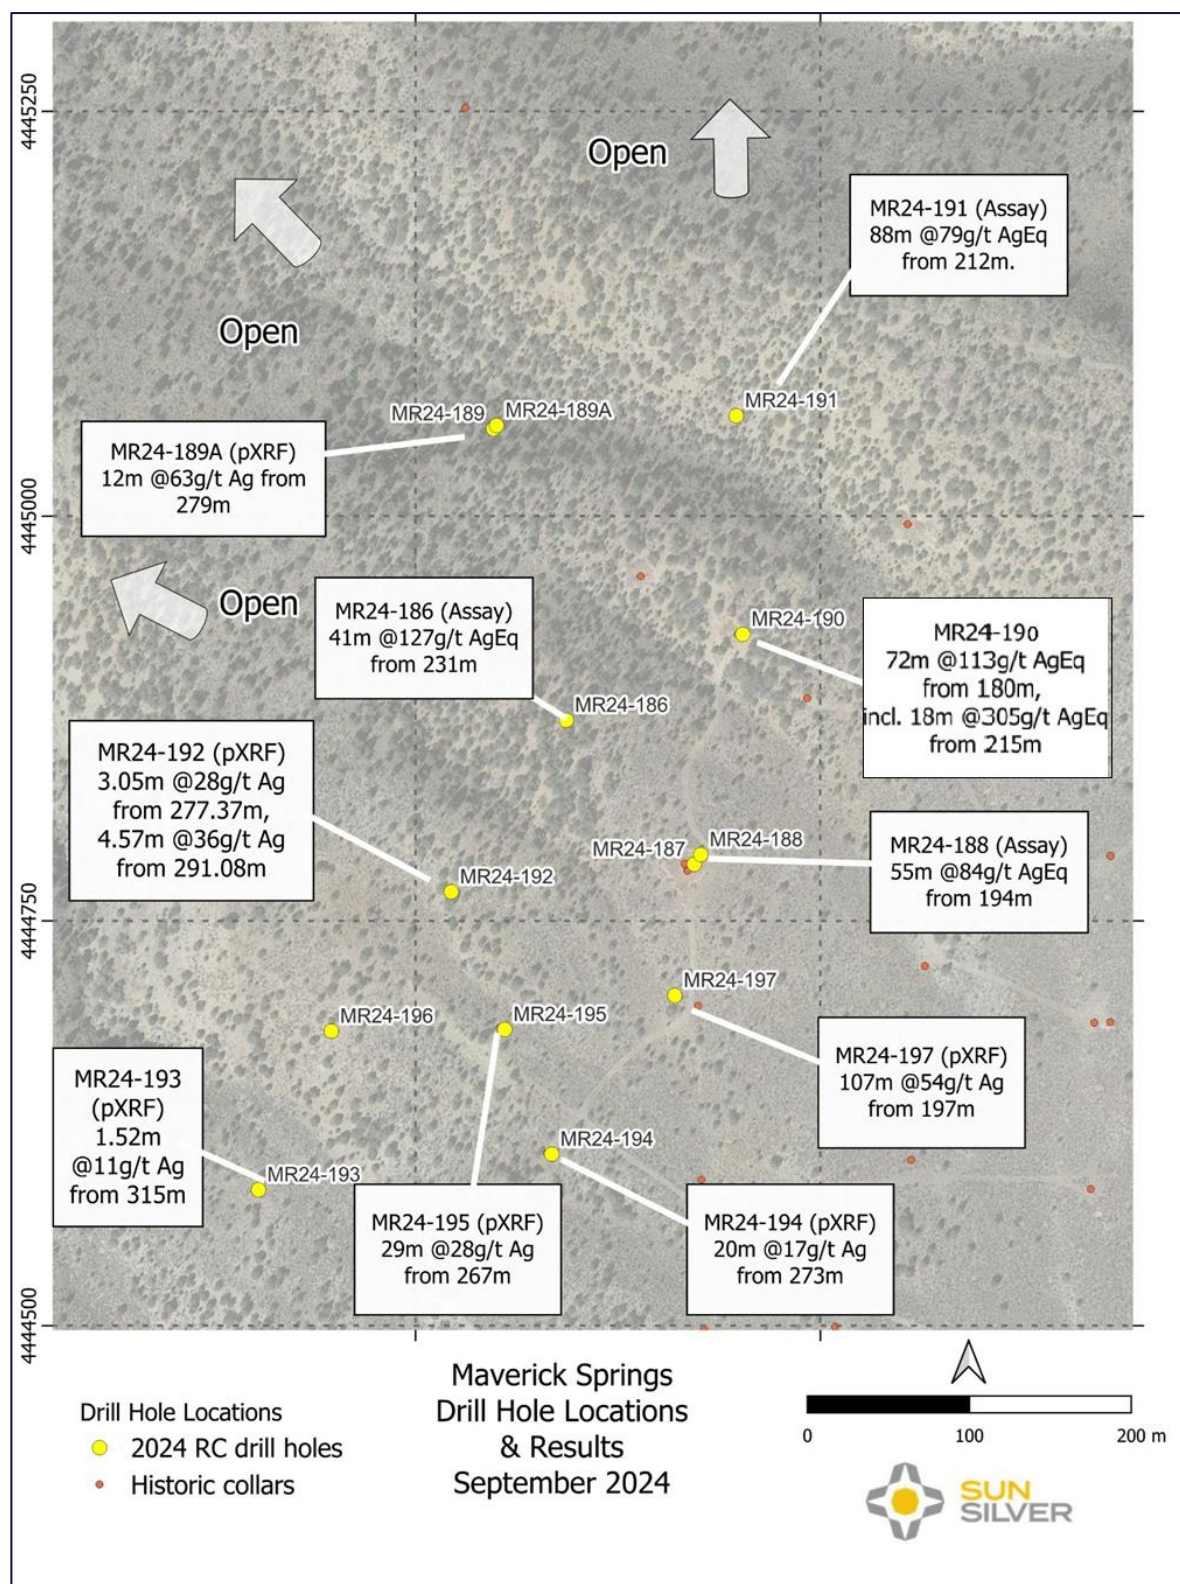 4445250
Open
MR24-191 (Assay)
88m @79g/t AgEq
from 212m.
Open
MR24-189
MR24-189A
MR24-191
MR24-189A (pXRF)
12m @63g/t Ag from
279m
4445000
Open
MR24-186 (Assay)
41m @127g/t AgEq
from 231m
MR24-190
MR24-190
72m @113g/t AgEq
from 180m,
incl. 18m @305g/t AgEq
from 215m
MR24-186
MR24-192 (pXRF)
3.05m @28g/t Ag
from 277.37m,
4.57m @36g/t Ag
from 291.08m
MR24-187
MR24-188
MR24-188 (Assay)
55m @84g/t AgEq
from 194m
MR24-192
4444750
MR24-197
MR24-196
MR24-195
MR24-197 (pXRF)
107m @54g/t Ag
from 197m
MR24-193
(pXRF)
1.52m
@11g/t Ag
from 315m
MR24-194
MR24-193
MR24-195 (pXRF)
29m @28g/t Ag
from 267m
MR24-194 (pXRF)
20m @17g/t Ag
from 273m
4444500
Maverick Springs
Drill Hole Locations
& Results
September 2024
Drill Hole Locations
2024 RC drill holes
Historic collars
0 100 200 m
SUN
SILVER